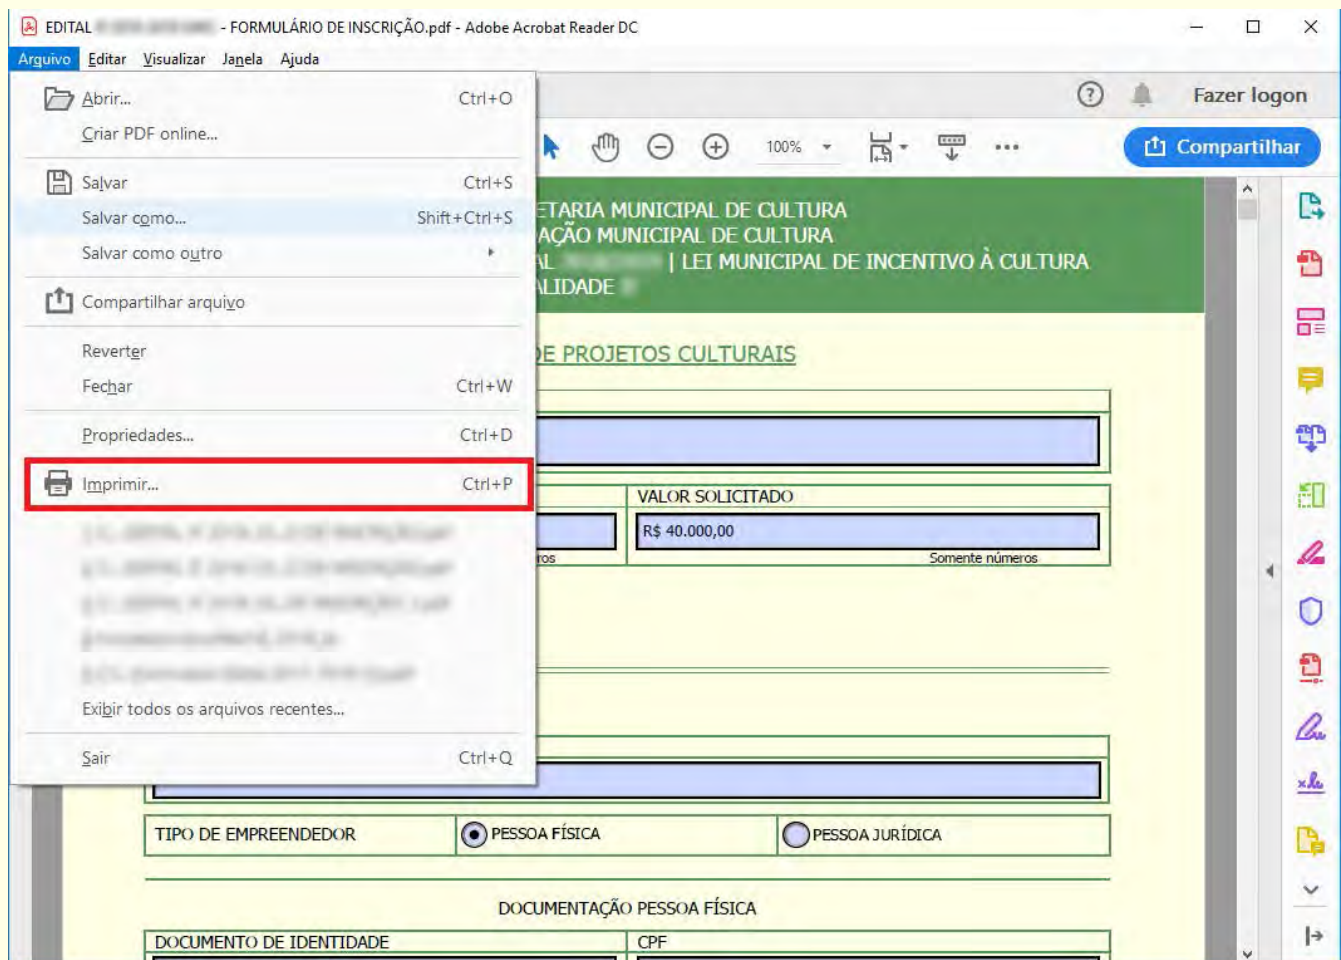 EDITAL - FORMULÁRIO DE INSCRIÇÃO.pdf - Adobe Acrobat Reader DC
Arquivo Editar Visualizar Janela Ajuda
Abrir... Ctrl+O
Criar PDF online...
Salvar Ctrl+S
Salvar como... Shift+Ctrl+S
Salvar como outro
Compartilhar arquivo
Reverter
Fechar Ctrl+W
Propriedades... Ctrl+D
Imprimir... Ctrl+P
Exibir todos os arquivos recentes...
Sair Ctrl+Q
Fazer logon
100%
Compartilhar
ETARIA MUNICIPAL DE CULTURA
AÇÃO MUNICIPAL DE CULTURA
AL | LEI MUNICIPAL DE INCENTIVO À CULTURA
ALIDADE
DE PROJETOS CULTURAIS
VALOR SOLICITADO
R$ 40.000,00
ros Somente números
TIPO DE EMPREENDEDOR PESSOA FÍSICA PESSOA JURÍDICA
DOCUMENTAÇÃO PESSOA FÍSICA
DOCUMENTO DE IDENTIDADE CPF